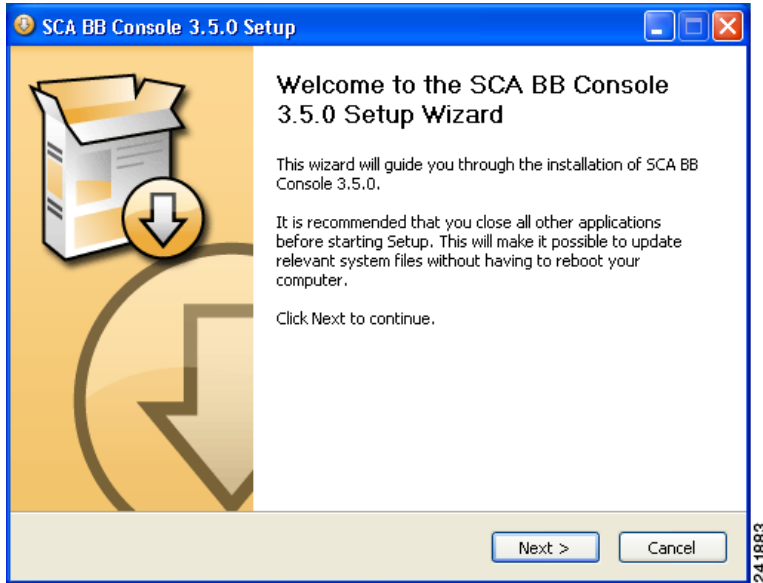 SCA BB Console 3.5.0 Setup
Welcome to the SCA BB Console
3.5.0 Setup Wizard
This wizard will guide you through the installation of SCA BB
Console 3.5.0.
It is recommended that you close all other applications
before starting Setup. This will make it possible to update
relevant system files without having to reboot your
computer.
Click Next to continue.
Next >
Cancel
241883